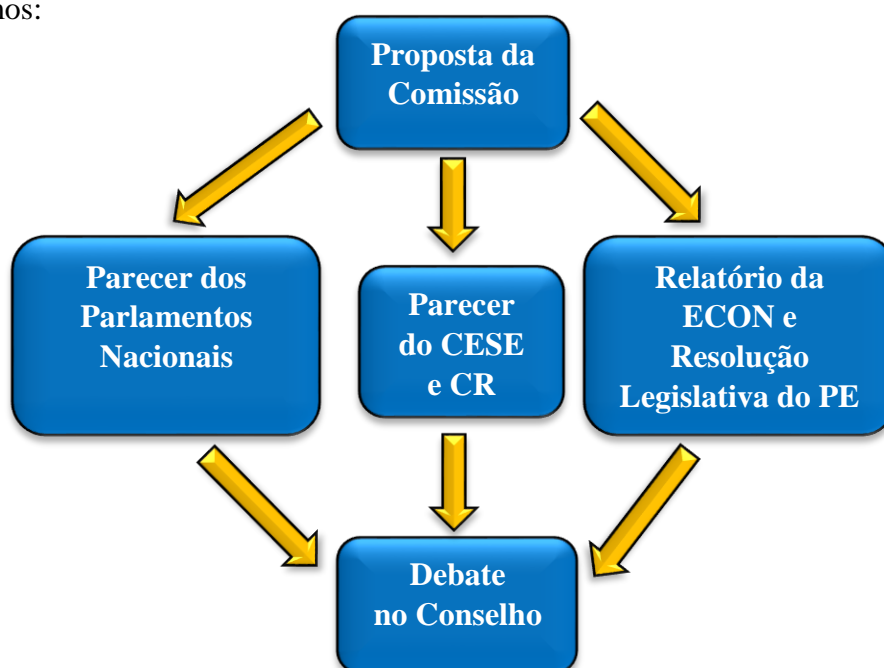 nos:
Proposta da
Comissão
Parecer dos
Parlamentos
Nacionais
Parecer
do CESE
e CR
Relatório da
ECON e
Resolução
Legislativa do PE
Debate
no Conselho